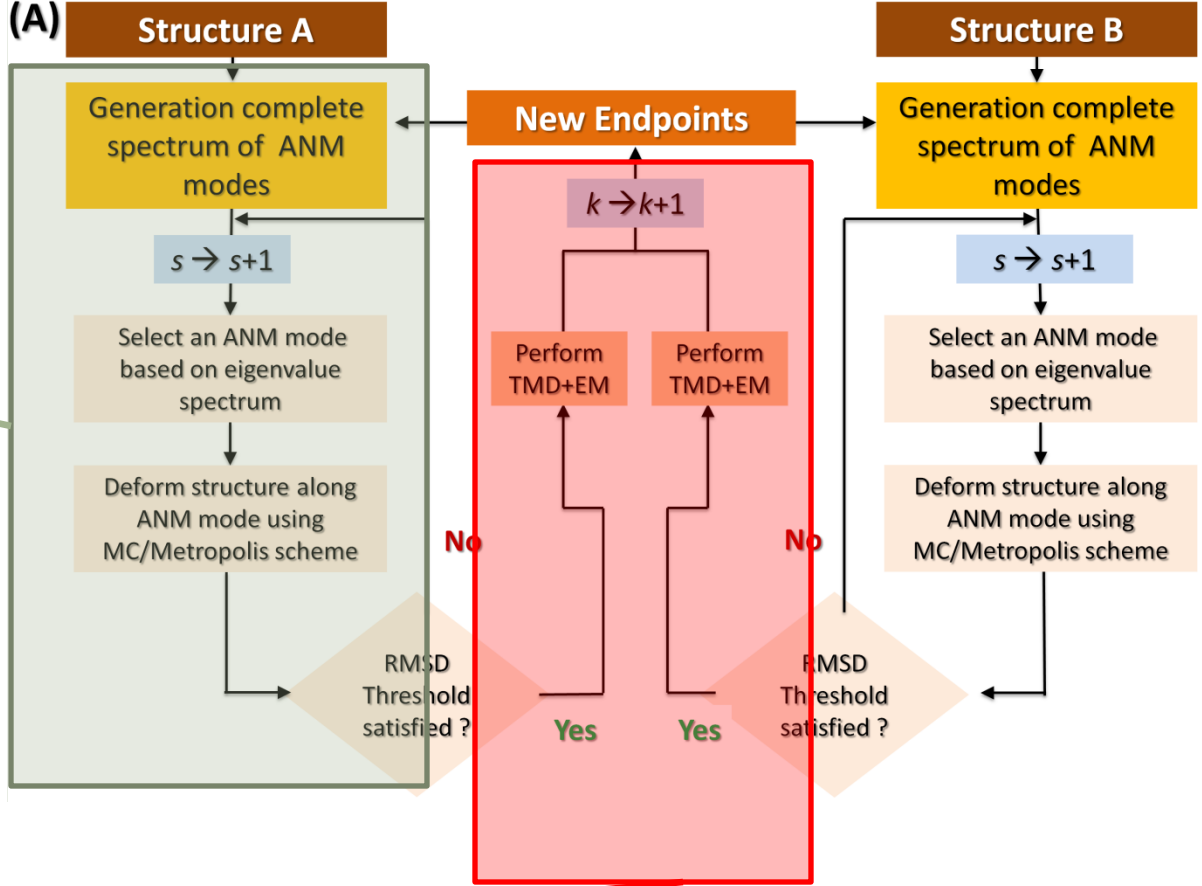 (A)
Structure A
Generation complete
spectrum of ANM
modes
s → s+1
Select an ANM mode
based on eigenvalue
spectrum
Deform structure along
ANM mode using
MC/Metropolis scheme
RMSD
Threshold
satisfied ?
No
Yes
New Endpoints
k → k+1
Perform
TMD+EM
Perform
TMD+EM
Structure B
Generation complete
spectrum of ANM
modes
s → s+1
Select an ANM mode
based on eigenvalue
spectrum
Deform structure along
ANM mode using
MC/Metropolis scheme
RMSD
Threshold
satisfied ?
No
Yes